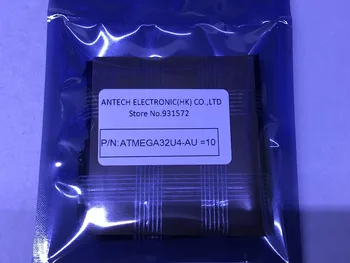 ANTECH ELECTRONIC(HK) CO.,LTD
Store No.931572
P/N:ATMEGA32U4-AU =10